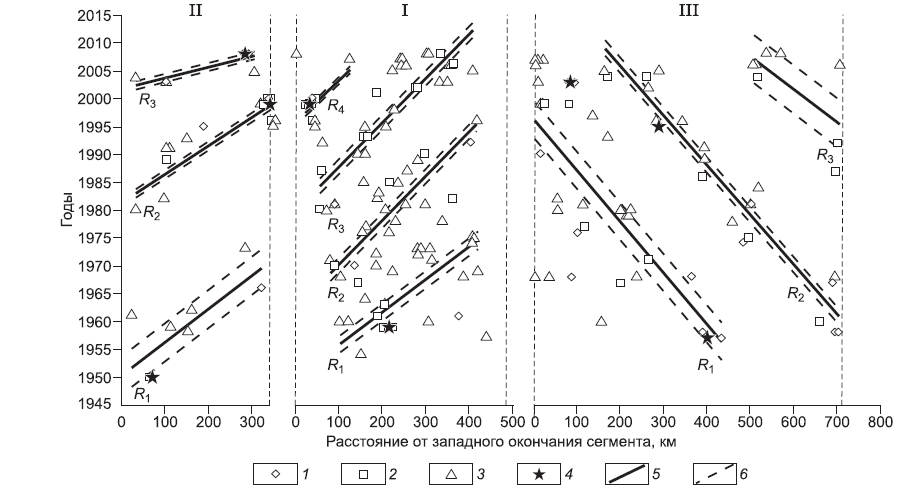 II I III
2015
2010
2005
2000
1995
1990
1985
1980
1975
1970
1965
1960
1955
1950
1945
Годы
R3
R2
R1
R4
R3
R2
R1
R3
R2
R1
0 100 200 300 0 100 200 300 400 500 0 100 200 300 400 500 600 700 800
Расстояние от западного окончания сегмента, км
1 2 3 4 5 6